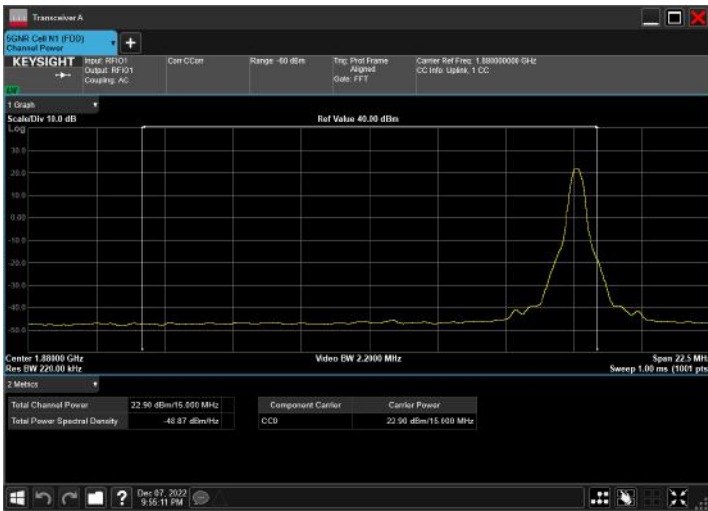 Transceiver A
5GNR Cell N1 (FDD)
Channel Power
KEYSIGHT
Input: RFIO1
Output: RFIO1
Coupling: AC
Corr CCorr
Range -60 dBm
Trig: Prot Frame
Aligned
Gate: FFT
Carrier Ref Freq: 1.880000000 GHz
CC Info: Uplink, 1 CC
1 Graph
Scale/Div 10.0 dB
Ref Value 40.00 dBm
Log
30.0
20.0
10.0
0.00
-10.0
-20.0
-30.0
-40.0
-50.0
Center 1.88000 GHz
Video BW 2.2000 MHz
Span 22.5 MH
Res BW 220.00 kHz
Sweep 1.00 ms (1001 pts
2 Metrics
Total Channel Power 22.90 dBm/15.000 MHz
Total Power Spectral Density -48.87 dBm/Hz
Component Carrier Carrier Power
CC0 22.90 dBm/15.000 MHz
?
Dec 07, 2022
9:55:11 PM